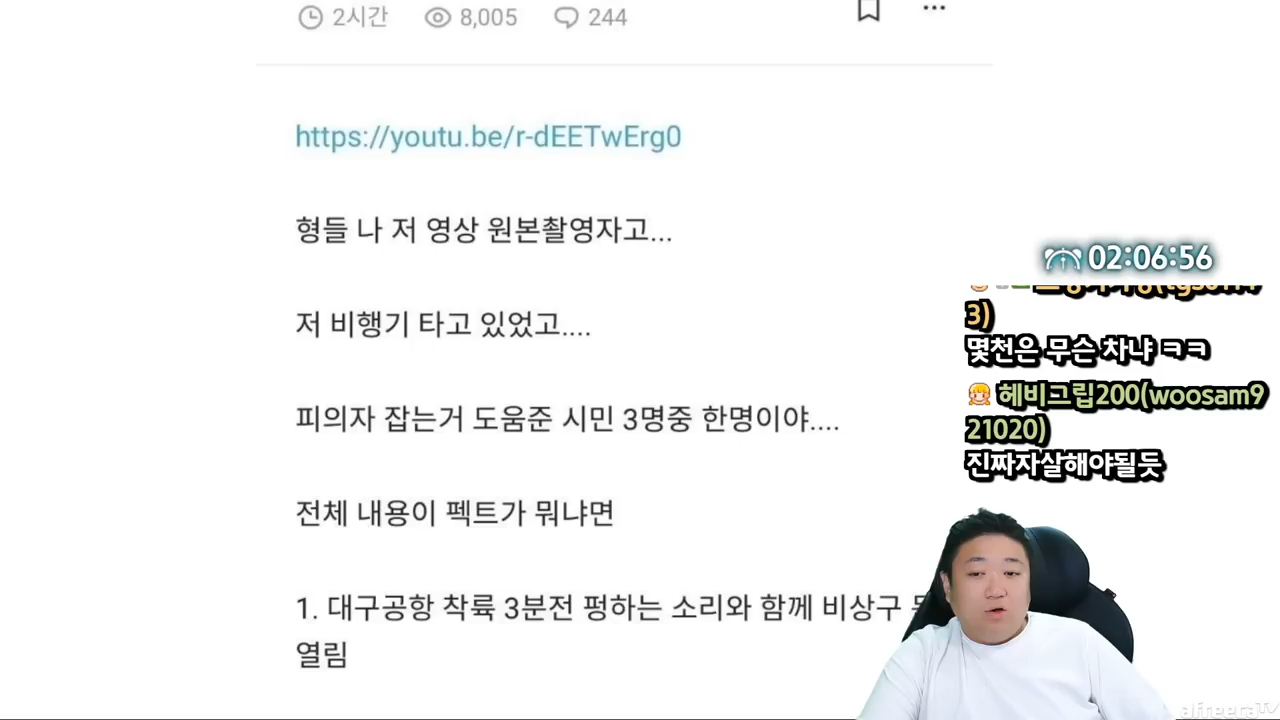 2시간 8,005 244
https://youtu.be/r-dEETwErg0
형들 나 저 영상 원본촬영자고...
저 비행기 타고 있었고....
피의자 잡는거 도움준 시민 3명중 한명이야....
전체 내용이 펙트가 뭐냐면
1. 대구공항 착륙 3분전 펑하는 소리와 함께 비상구
열림
02:06:56
3)
몇천은 무슨 차냐 ㅋㅋ
헤비그립200(woosam9
21020)
진짜자살해야될듯
afreecaTV